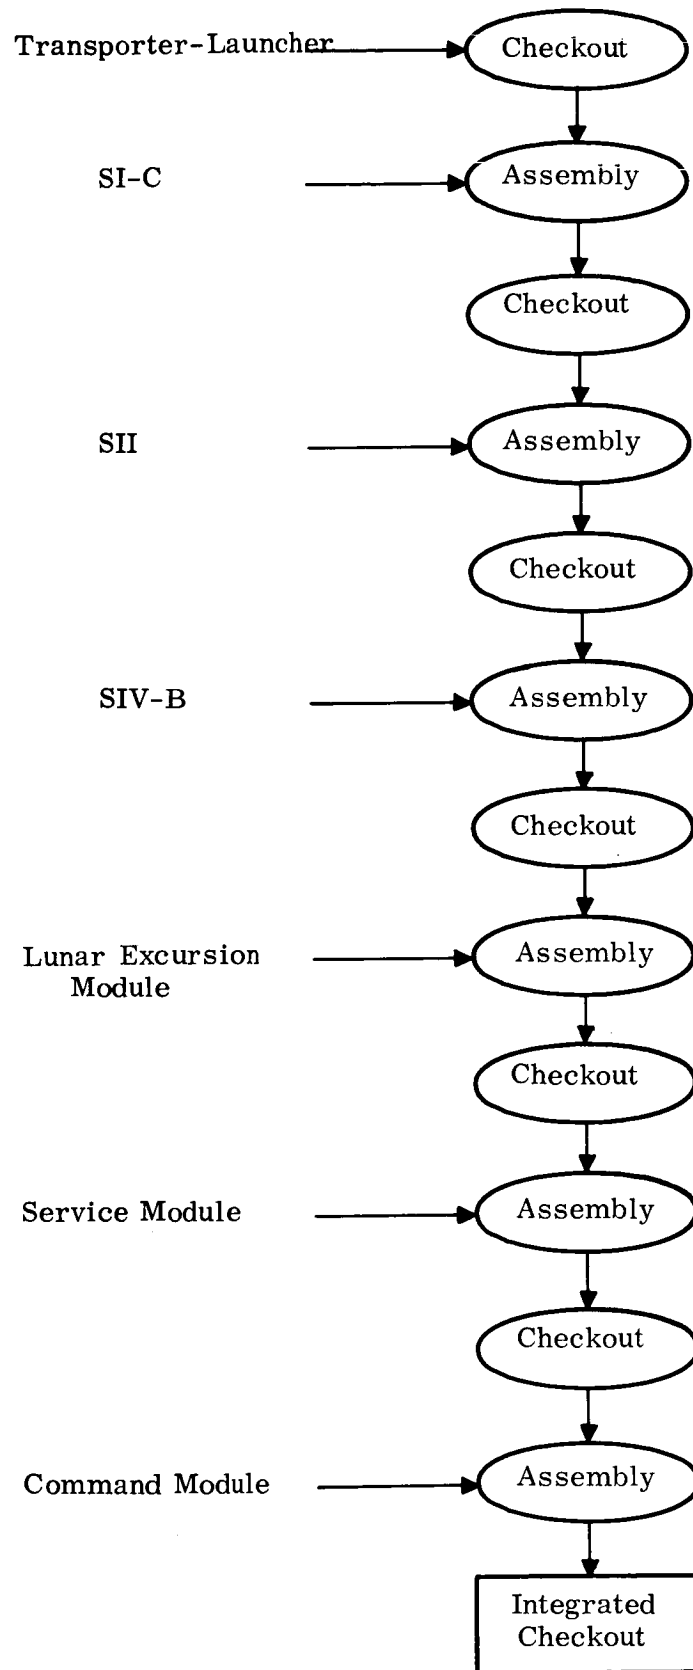 Transporter-Launcher
Checkout
SI-C
Assembly
Checkout
SII
Assembly
Checkout
SIV-B
Assembly
Checkout
Lunar Excursion
Module
Assembly
Checkout
Service Module
Assembly
Checkout
Command Module
Assembly
Integrated
Checkout